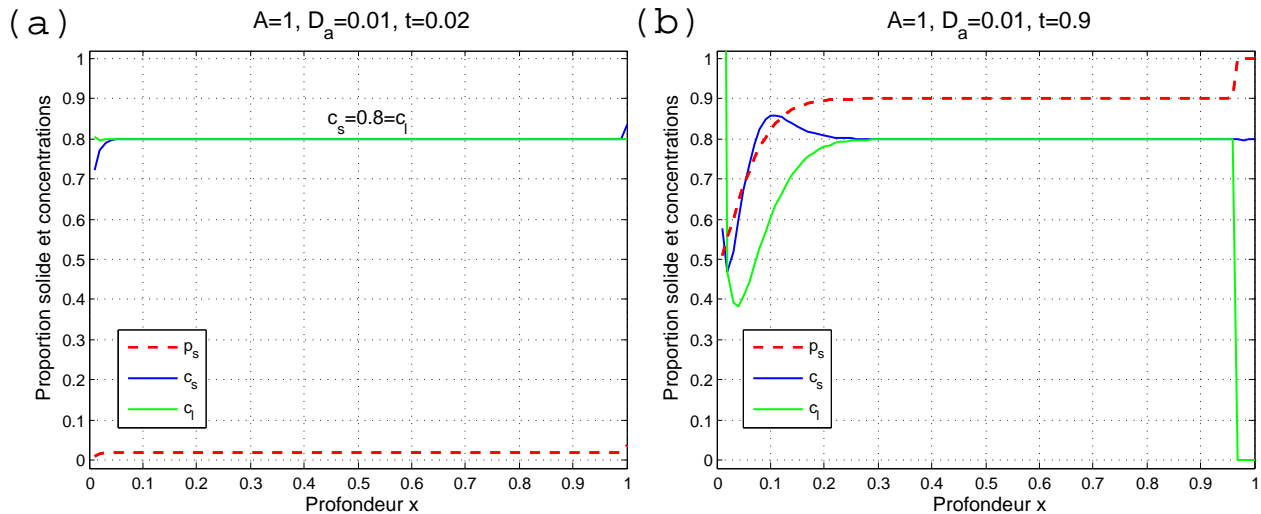 (a)
A=1, D_a=0.01, t=0.02
Proportion solide et concentrations
1
0.9
0.8
0.7
0.6
0.5
0.4
0.3
0.2
0.1
0
c_s=0.8=c_l
p_s
c_s
c_l
0 0.1 0.2 0.3 0.4 0.5 0.6 0.7 0.8 0.9 1
Profondeur x
(b)
A=1, D_a=0.01, t=0.9
Proportion solide et concentrations
1
0.9
0.8
0.7
0.6
0.5
0.4
0.3
0.2
0.1
0
p_s
c_s
c_l
0 0.1 0.2 0.3 0.4 0.5 0.6 0.7 0.8 0.9 1
Profondeur x